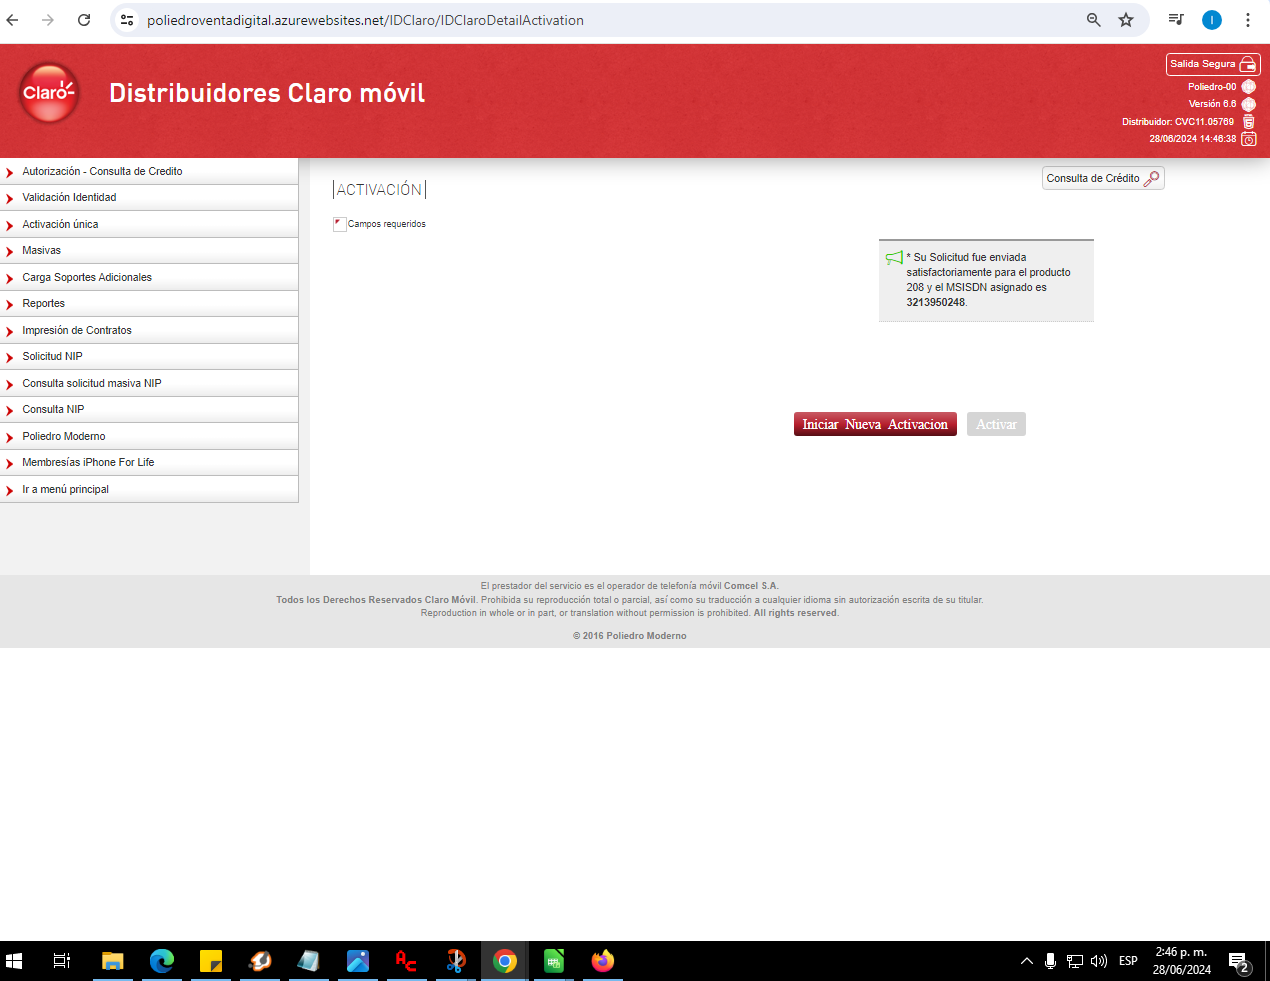 poliedroventadigital.azurewebsites.net/IDClaro/IDClaroDetailActivation
Claro
Distribuidores Claro móvil
Salida Segura
Poliedro-00
Versión 6.6
Distribuidor: CVC11.05769
28/06/2024 14:46:38
Autorización - Consulta de Credito
Validación Identidad
Activación única
Masivas
Carga Soportes Adicionales
Reportes
Impresión de Contratos
Solicitud NIP
Consulta solicitud masiva NIP
Consulta NIP
Poliedro Moderno
Membresías iPhone For Life
Ir a menú principal
|ACTIVACIÓN|
Consulta de Crédito
Campos requeridos
* Su Solicitud fue enviada
satisfactoriamente para el producto
208 y el MSISDN asignado es
3213950248.
Iniciar Nueva Activacion
Activar
El prestador del servicio es el operador de telefonía móvil Comcel S.A.
Todos los Derechos Reservados Claro Móvil. Prohibida su reproducción total o parcial, así como su traducción a cualquier idioma sin autorización escrita de su titular.
Reproduction in whole or in part, or translation without permission is prohibited. All rights reserved.
© 2016 Poliedro Moderno
ESP
2:46 p. m.
28/06/2024
2